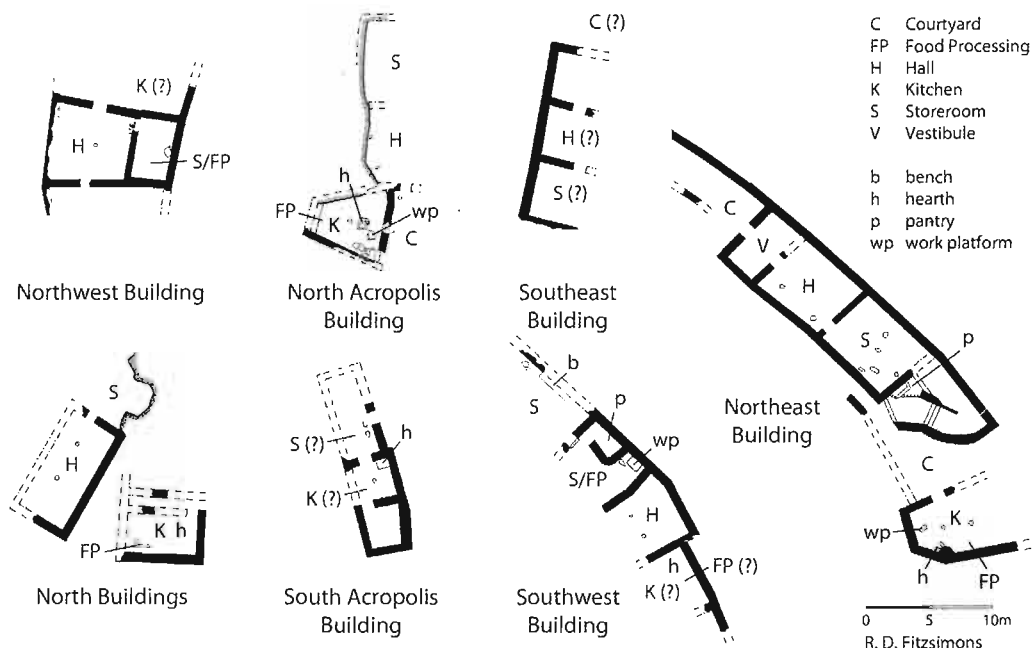 K (?)
H
S/FP
Northwest Building
S
H
h
FP
K
wp
C
North Acropolis
Building
C (?)
H (?)
S (?)
Southeast
Building
C Courtyard
FP Food Processing
H Hall
K Kitchen
S Storeroom
V Vestibule
b bench
h hearth
p pantry
wp work platform
C
V
H
S
p
Northeast
Building
C
K
wp
h
FP
S
H
K h
FP
North Buildings
S (?)
h
K (?)
South Acropolis
Building
b
S
p
wp
S/FP
H
h
FP (?)
K (?)
Southwest
Building
0 5 10m
R. D. Fitzsimons